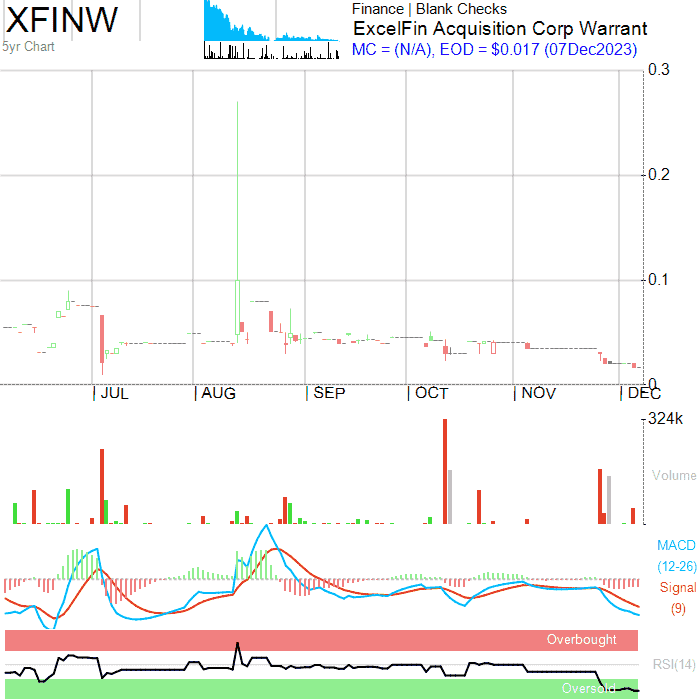 XFINW
5yr Chart
Finance | Blank Checks
ExcelFin Acquisition Corp Warrant
MC = (N/A), EOD = $0.017 (07Dec2023)
0.3
0.2
0.1
0
JUL AUG SEP OCT NOV DEC
324k
Volume
MACD
(12-26)
Signal
(9)
Overbought
RSI(14)
Oversold